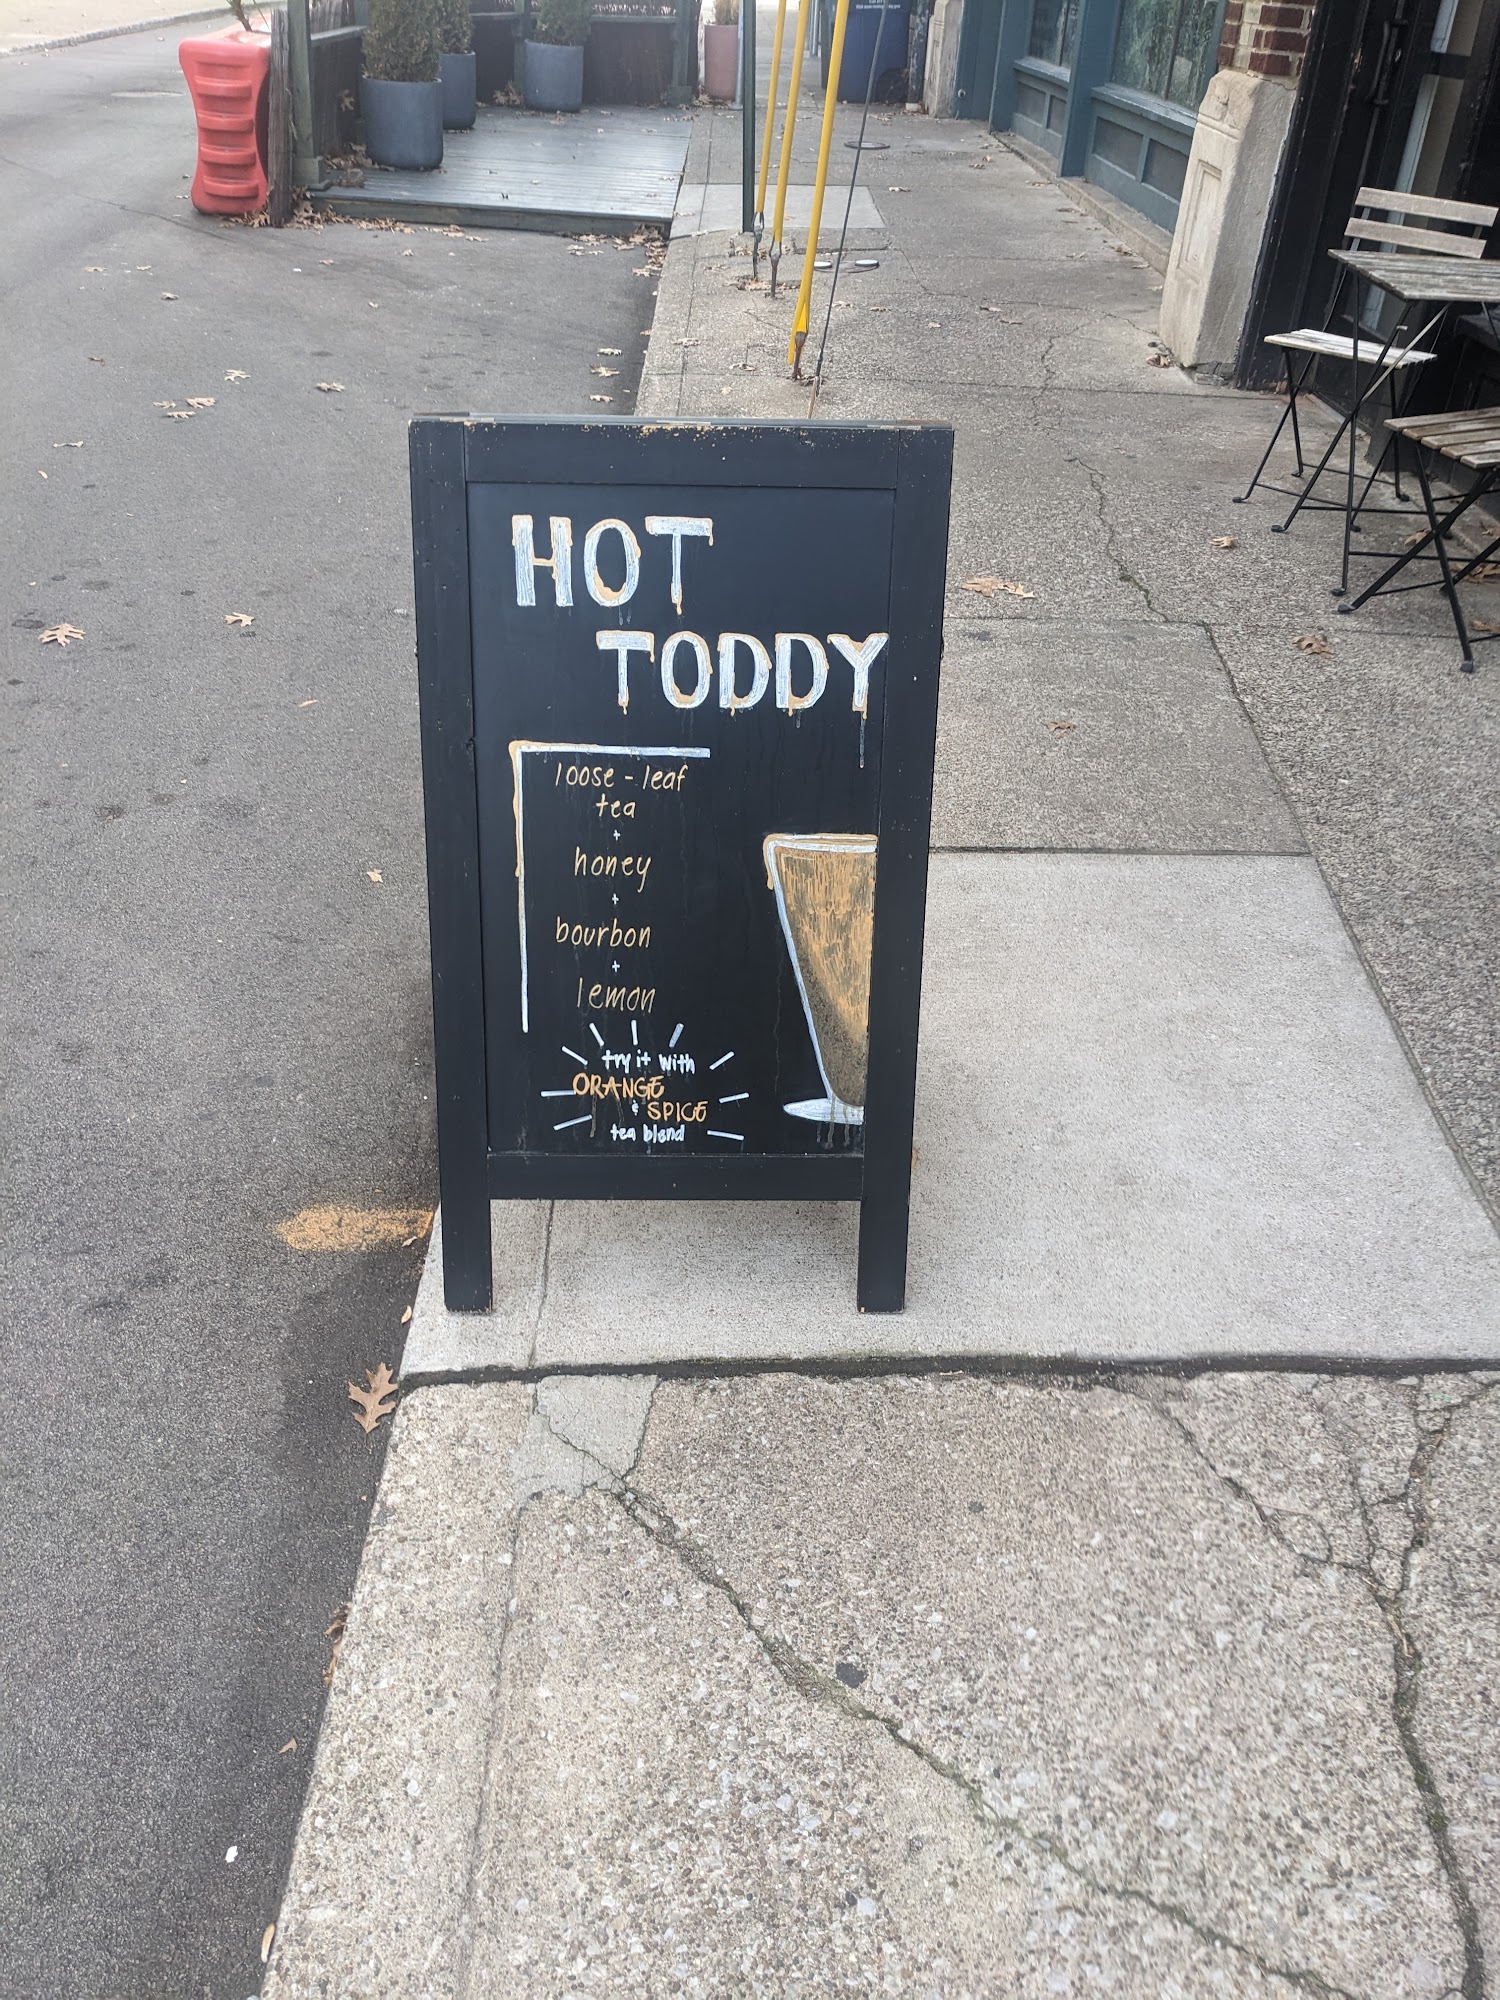 HOT
TODDY
loose-leaf
tea
+
honey
+
bourbon
+
lemon
try it with
ORANGE
& SPICE
tea blend